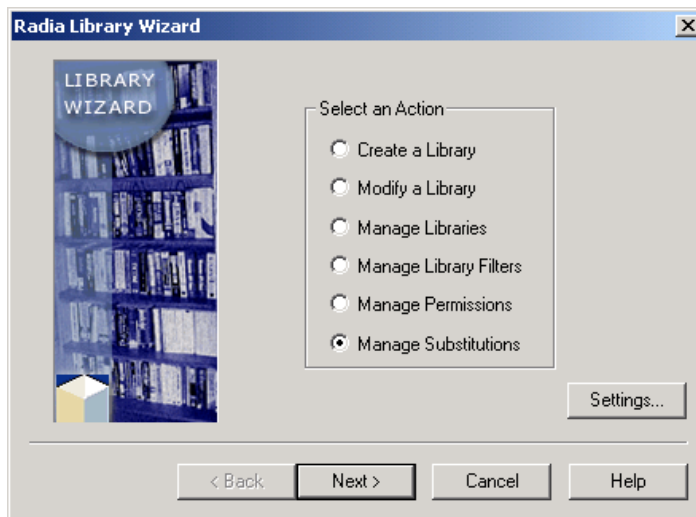 Radia Library Wizard
LIBRARY
WIZARD
Select an Action
Create a Library
Modify a Library
Manage Libraries
Manage Library Filters
Manage Permissions
Manage Substitutions
Settings...
< Back
Next >
Cancel
Help